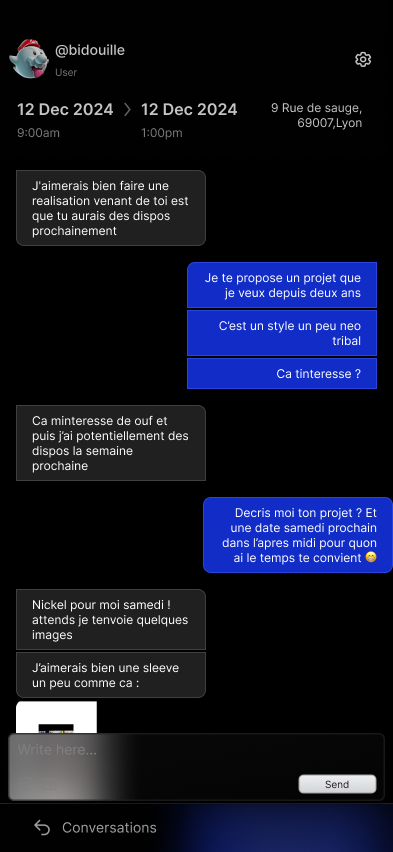 @bidouille
User
12 Dec 2024 > 12 Dec 2024
9:00am 1:00pm
9 Rue de sauge,
69007,Lyon
J'aimerais bien faire une
realisation venant de toi est
que tu aurais des dispos
prochainement
Je te propose un projet que
je veux depuis deux ans
C'est un style un peu neo
tribal
Ca tinteresse ?
Ca minteresse de ouf et
puis j'ai potentiellement des
dispos la semaine
prochaine
Decris moi ton projet ? Et
une date samedi prochain
dans l'apres midi pour quon
ai le temps te convient 😁
Nickel pour moi samedi !
attends je tenvoie quelques
images
J'aimerais bien une sleeve
un peu comme ca :
Write here...
Send
Conversations